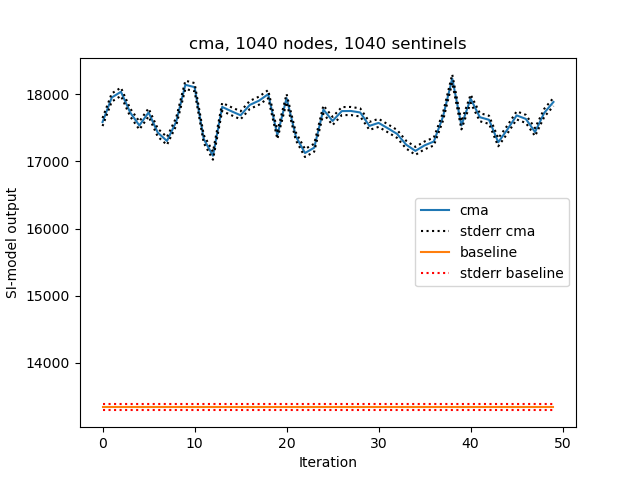 cma, 1040 nodes, 1040 sentinels
SI-model output
18000
17000
16000
15000
14000
cma
stderr cma
baseline
stderr baseline
0 10 20 30 40 50
Iteration